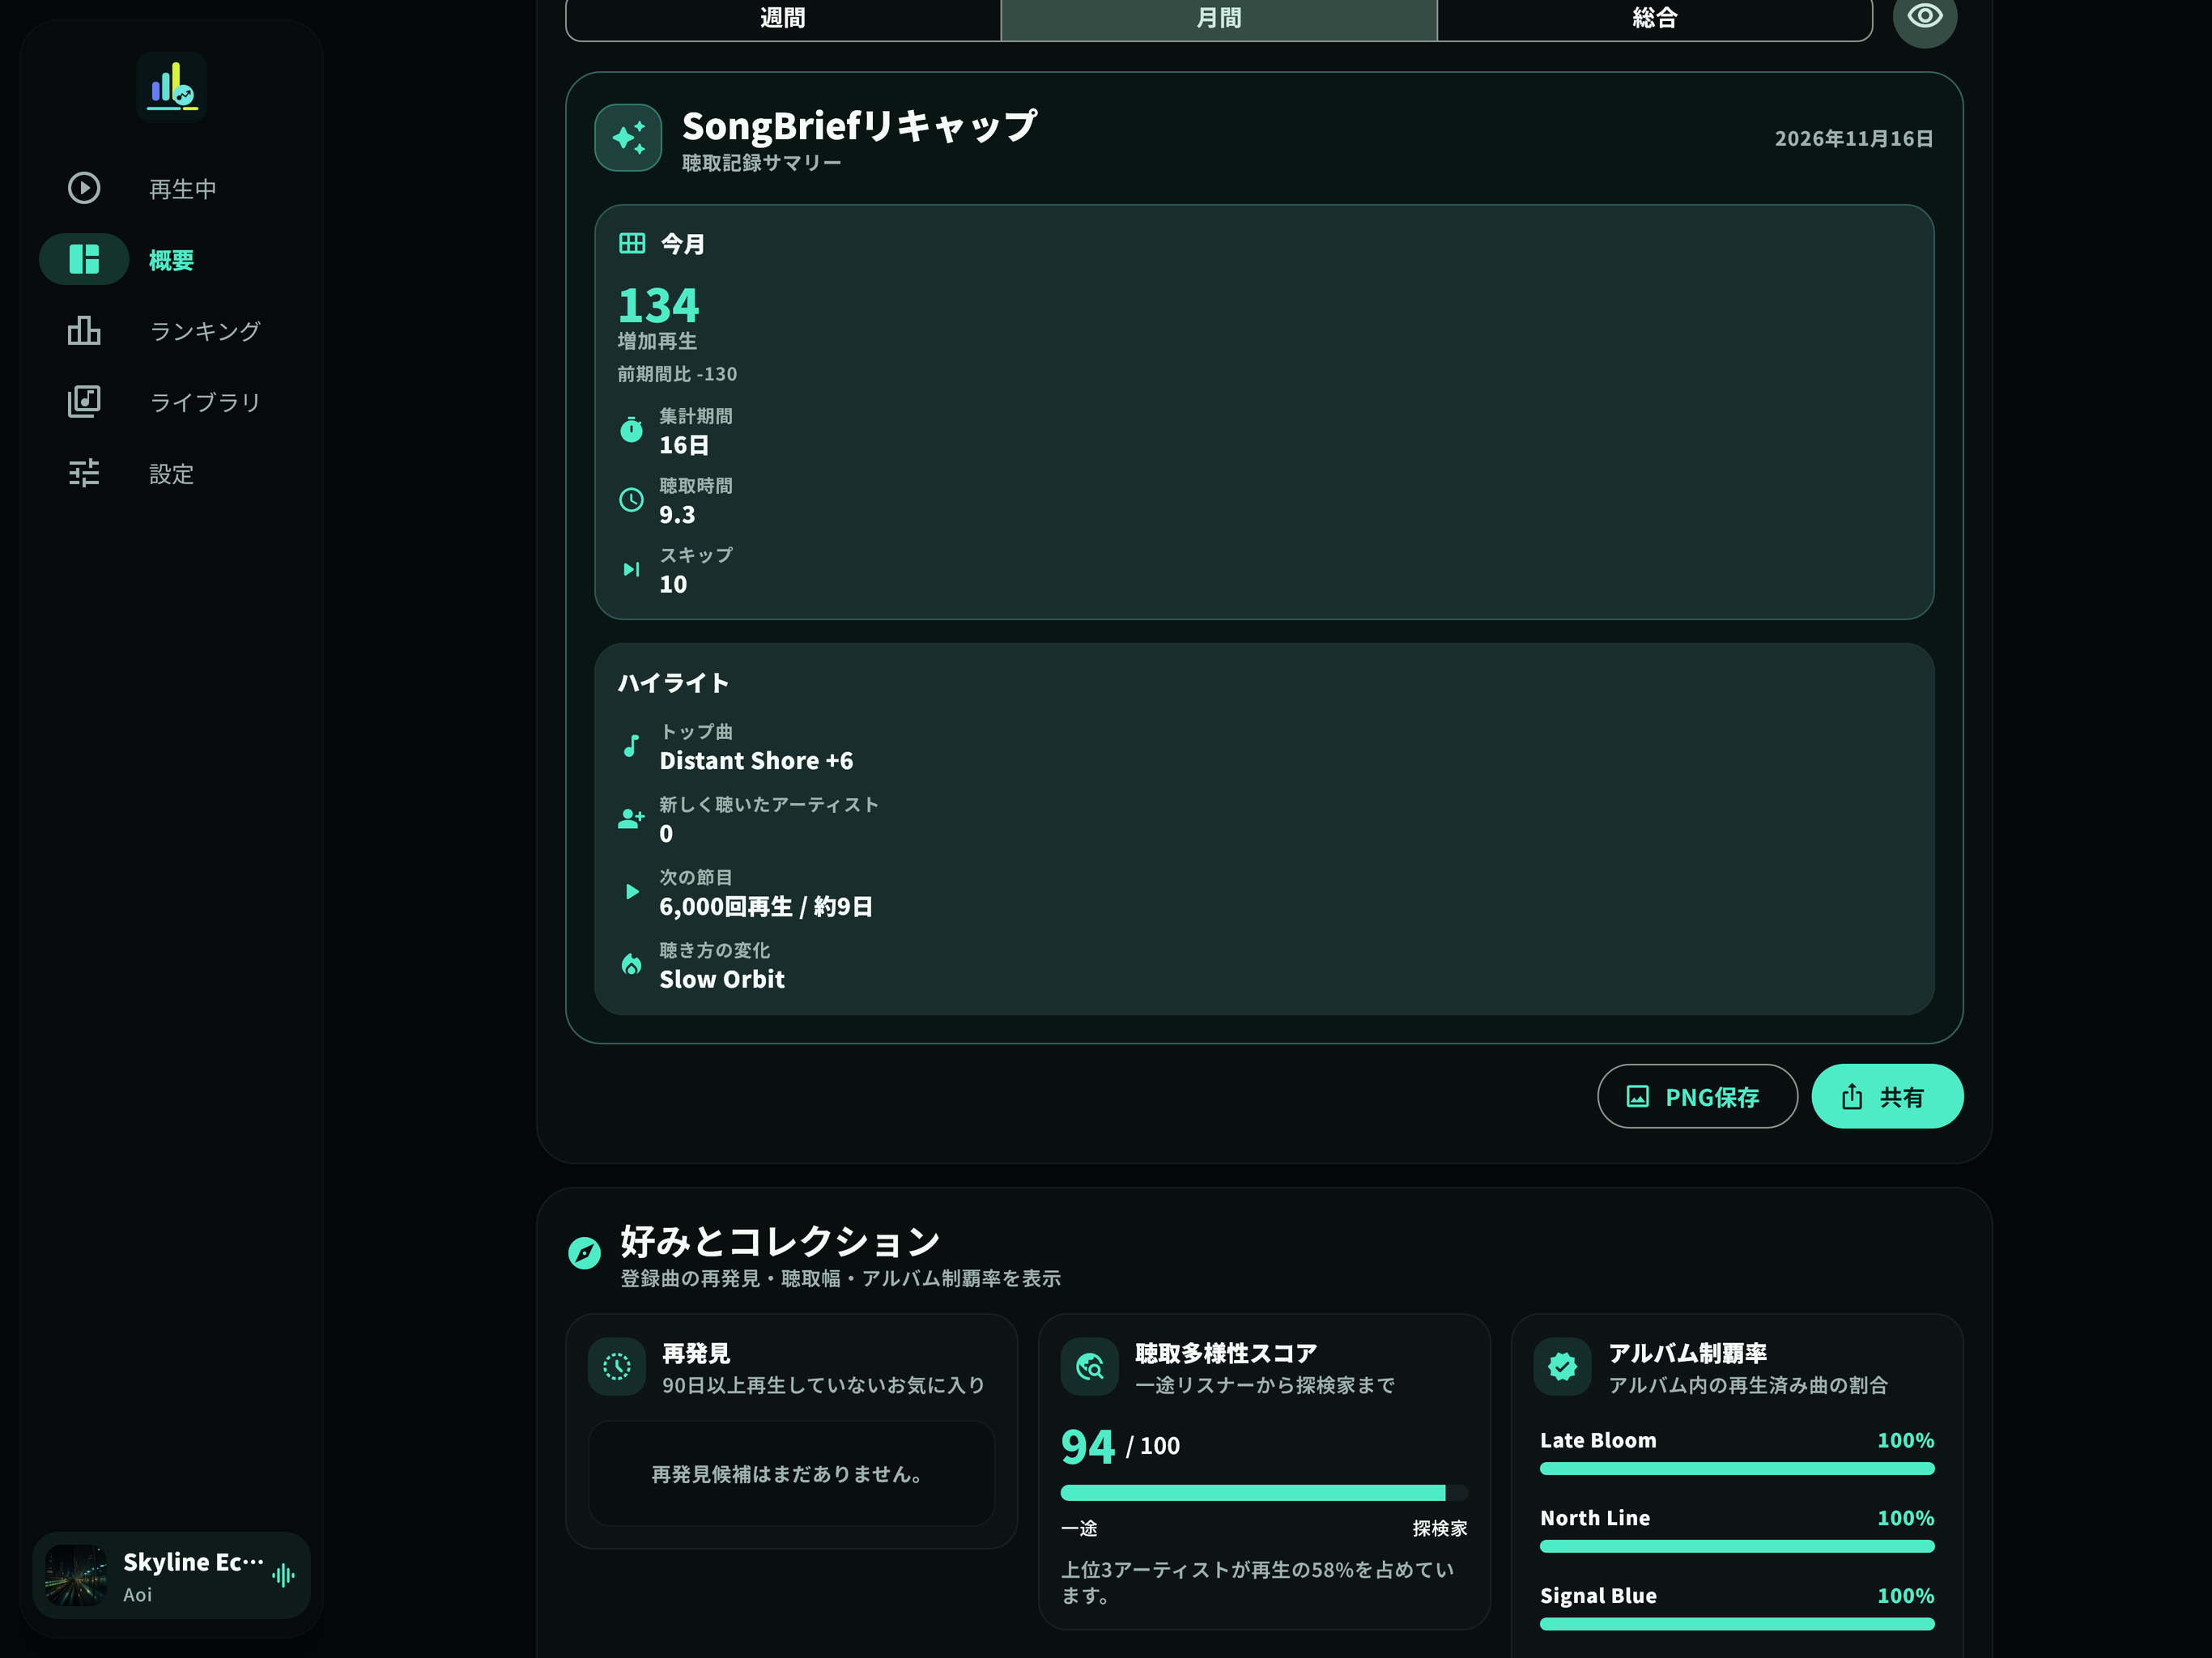 週間
月間
総合
再生中
概要
ランキング
ライブラリ
設定
Skyline Ec…
Aoi
SongBriefリキャップ
聴取記録サマリー
2026年11月16日
今月
134
増加再生
前期間比 -130
集計期間
16日
聴取時間
9.3
スキップ
10
ハイライト
トップ曲
Distant Shore +6
新しく聴いたアーティスト
0
次の節目
6,000回再生 / 約9日
聴き方の変化
Slow Orbit
PNG保存
共有
好みとコレクション
登録曲の再発見・聴取幅・アルバム制覇率を表示
再発見
90日以上再生していないお気に入り
再発見候補はまだありません。
聴取多様性スコア
一途リスナーから探検家まで
94 / 100
一途
探検家
上位3アーティストが再生の58%を占めてい
ます。
アルバム制覇率
アルバム内の再生済み曲の割合
Late Bloom 100%
North Line 100%
Signal Blue 100%